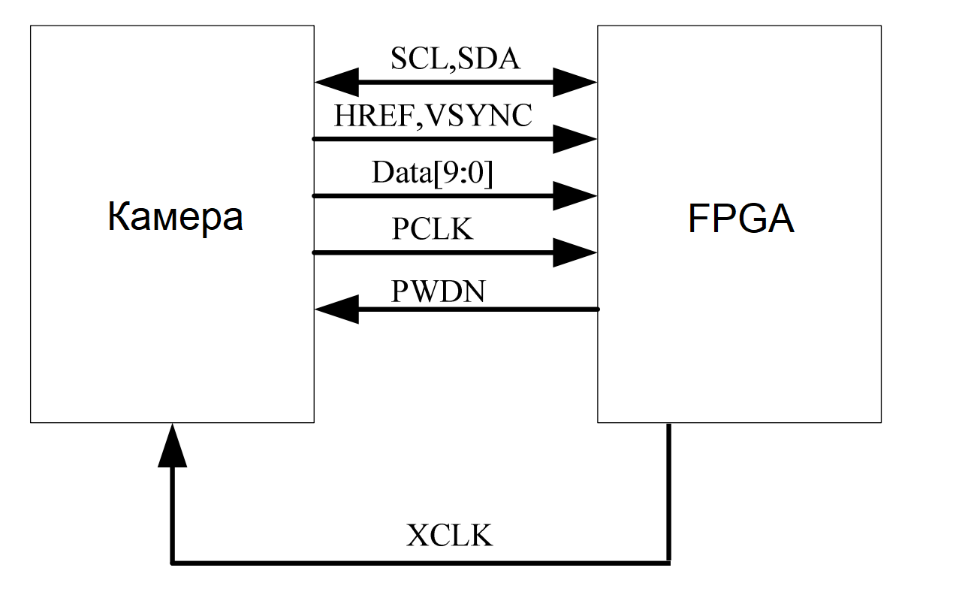 SCL,SDA
HREF,VSYNC
Data[9:0]
Камера
FPGA
PCLK
PWDN
XCLK